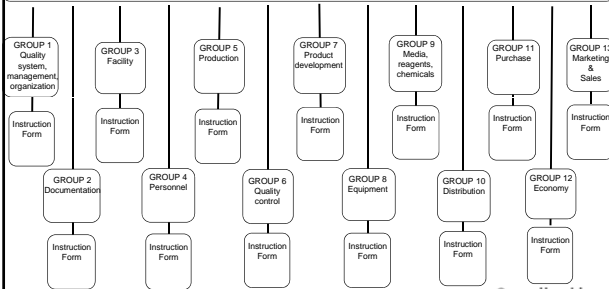 GROUP 1
Quality
system,
management,
organization
GROUP 3
Facility
GROUP 5
Production
GROUP 7
Product
development
GROUP 9
Media,
reagents,
chemicals
GROUP 11
Purchase
GROUP 13
Marketing
&
Sales
Instruction
Form
Instruction
Form
Instruction
Form
Instruction
Form
Instruction
Form
Instruction
Form
Instruction
Form
GROUP 2
Documentation
GROUP 4
Personnel
GROUP 6
Quality
control
GROUP 8
Equipment
GROUP 10
Distribution
GROUP 12
Economy
Instruction
Form
Instruction
Form
Instruction
Form
Instruction
Form
Instruction
Form
Instruction
Form